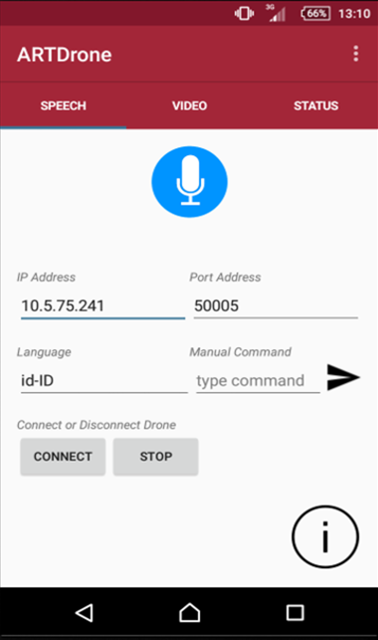 3G 66% 13:10
ARTDrone
SPEECH VIDEO STATUS
IP Address Port Address
10.5.75.241 50005
Language Manual Command
id-ID type command
Connect or Disconnect Drone
CONNECT STOP
i